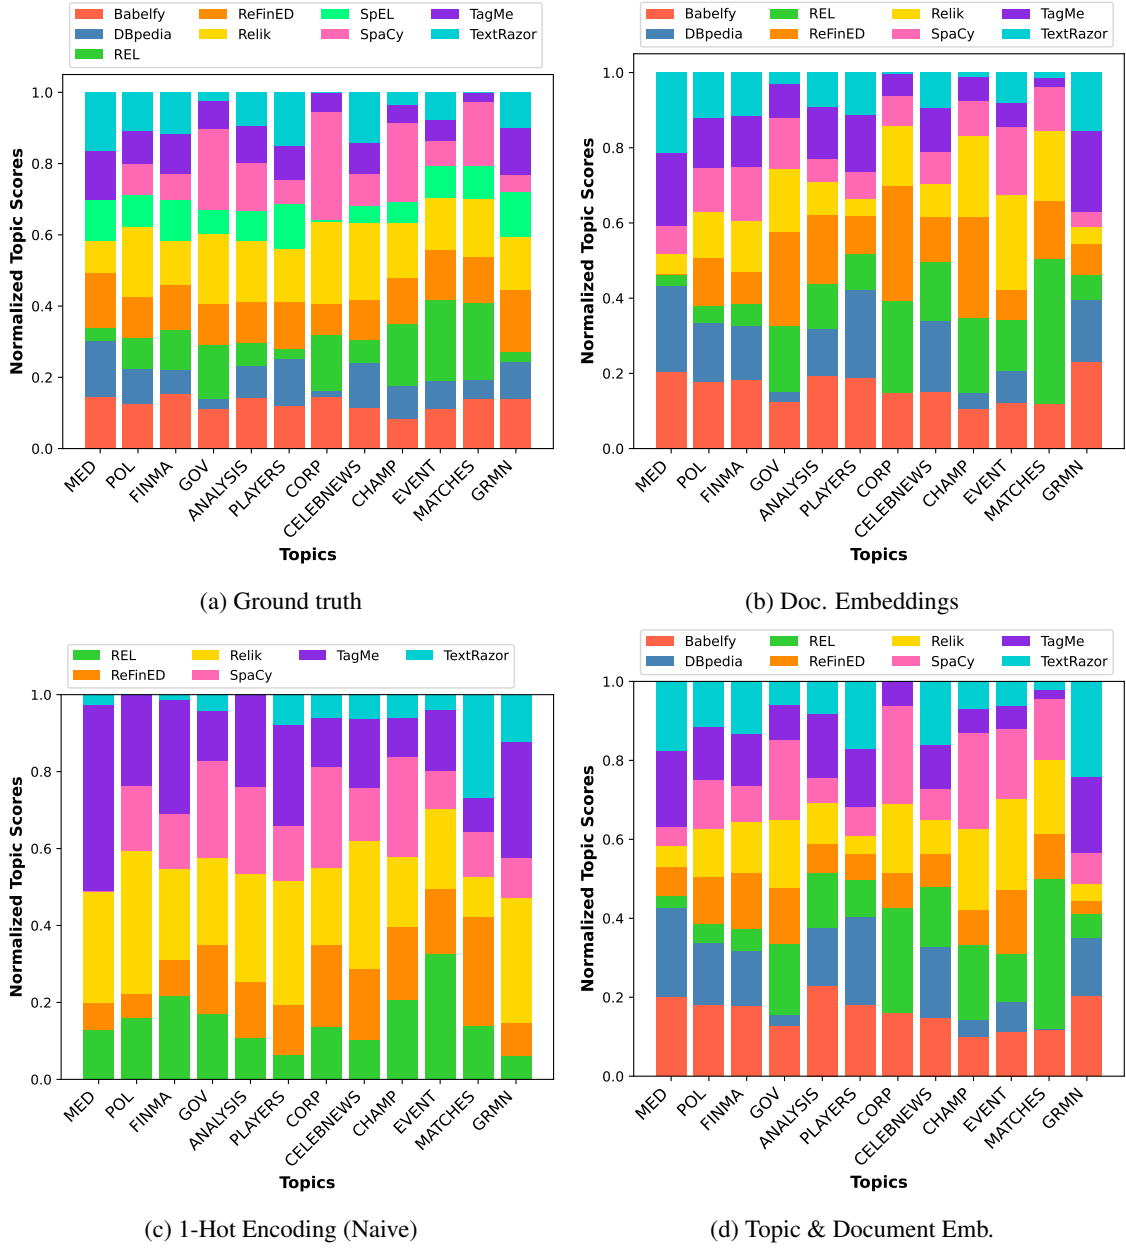 Babelfy ReFinED SpEL TagMe
DBpedia Relik SpaCy TextRazor
REL
Normalized Topic Scores
1.0
0.8
0.6
0.4
0.2
0.0
MED POL FINMA GOV ANALYSIS PLAYERS CORP CELEBNEWS CHAMP EVENT MATCHES GRMN
Topics
(a) Ground truth
Babelfy REL Relik TagMe
DBpedia ReFinED SpaCy TextRazor
Normalized Topic Scores
1.0
0.8
0.6
0.4
0.2
0.0
MED POL FINMA GOV ANALYSIS PLAYERS CORP CELEBNEWS CHAMP EVENT MATCHES GRMN
Topics
(b) Doc. Embeddings
REL Relik TagMe TextRazor
ReFinED SpaCy
Normalized Topic Scores
1.0
0.8
0.6
0.4
0.2
0.0
MED POL FINMA GOV ANALYSIS PLAYERS CORP CELEBNEWS CHAMP EVENT MATCHES GRMN
Topics
(c) 1-Hot Encoding (Naive)
Babelfy REL Relik TagMe
DBpedia ReFinED SpaCy TextRazor
Normalized Topic Scores
1.0
0.8
0.6
0.4
0.2
0.0
MED POL FINMA GOV ANALYSIS PLAYERS CORP CELEBNEWS CHAMP EVENT MATCHES GRMN
Topics
(d) Topic & Document Emb.